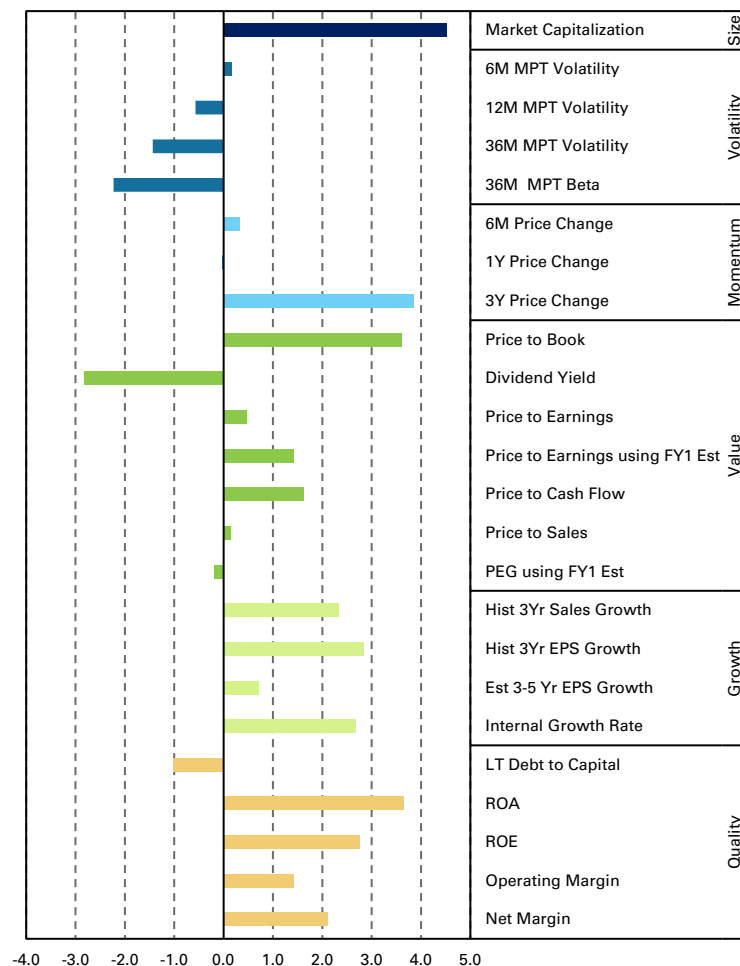 Market Capitalization
Size
6M MPT Volatility
12M MPT Volatility
36M MPT Volatility
36M MPT Beta
Volatility
6M Price Change
1Y Price Change
3Y Price Change
Momentum
Price to Book
Dividend Yield
Price to Earnings
Price to Earnings using FY1 Est
Price to Cash Flow
Price to Sales
PEG using FY1 Est
Value
Hist 3Yr Sales Growth
Hist 3Yr EPS Growth
Est 3-5 Yr EPS Growth
Internal Growth Rate
Growth
LT Debt to Capital
ROA
ROE
Operating Margin
Net Margin
Quality
-4.0 -3.0 -2.0 -1.0 0.0 1.0 2.0 3.0 4.0 5.0